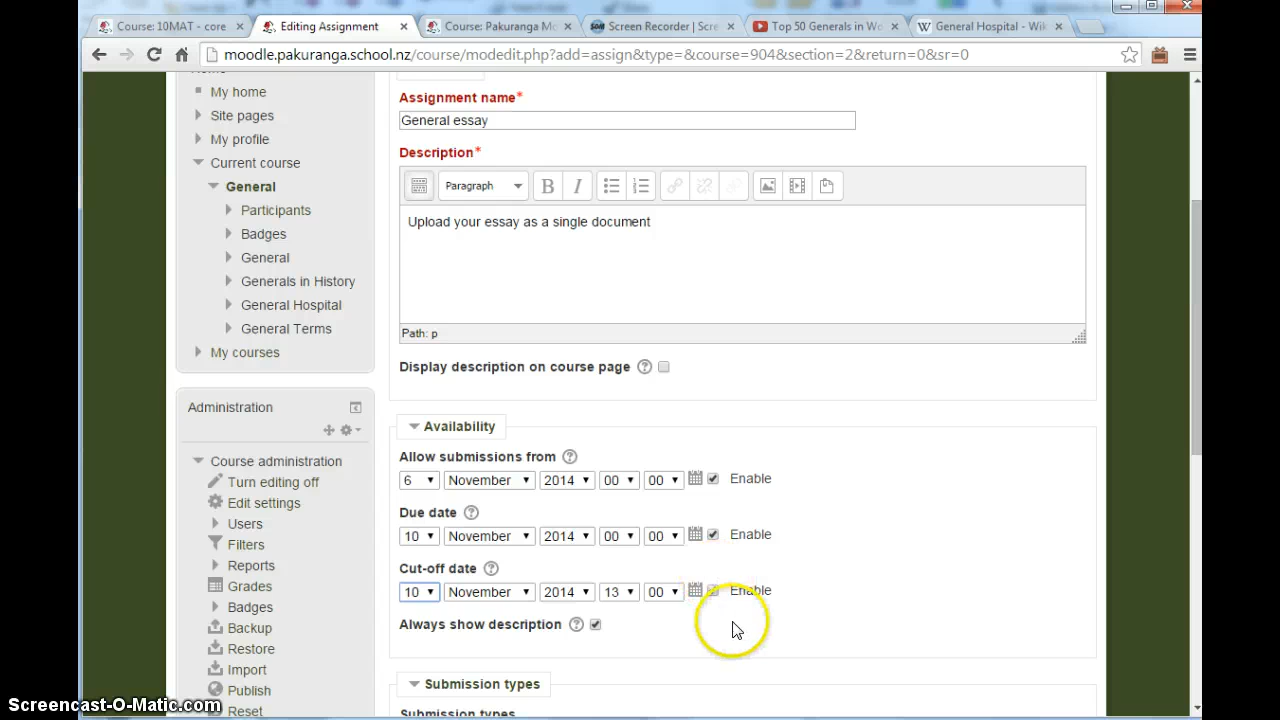 Course: 10MAT - core
Editing Assignment
Course: Pakuranga Mo
Screen Recorder | Scre
Top 50 Generals in Wo
General Hospital - Wik
moodle.pakuranga.school.nz/course/modedit.php?add=assign&type=&course=904&section=2&return=0&sr=0
My home
Site pages
My profile
Current course
General
Participants
Badges
General
Generals in History
General Hospital
General Terms
My courses
Administration
Course administration
Turn editing off
Edit settings
Users
Filters
Reports
Grades
Badges
Backup
Restore
Import
Publish
Reset
Assignment name*
General essay
Description*
Paragraph
B I
Upload your essay as a single document
Path: p
Display description on course page
Availability
Allow submissions from
6 November 2014 00 00 Enable
Due date
10 November 2014 00 00 Enable
Cut-off date
10 November 2014 13 00 Enable
Always show description
Submission types
Submission types
Screencast-O-Matic.com